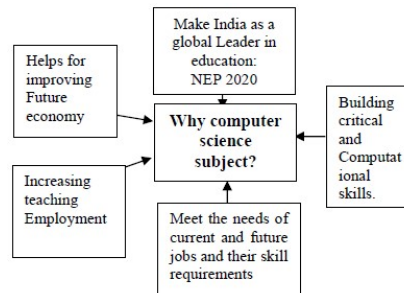 Make India as a
global Leader in
education:
NEP 2020
Helps for
improving
Future
economy
Why computer
science
subject?
Building
critical
and
Computat
ional
skills.
Increasing
teaching
Employment
Meet the needs of
current and future
jobs and their skill
requirements